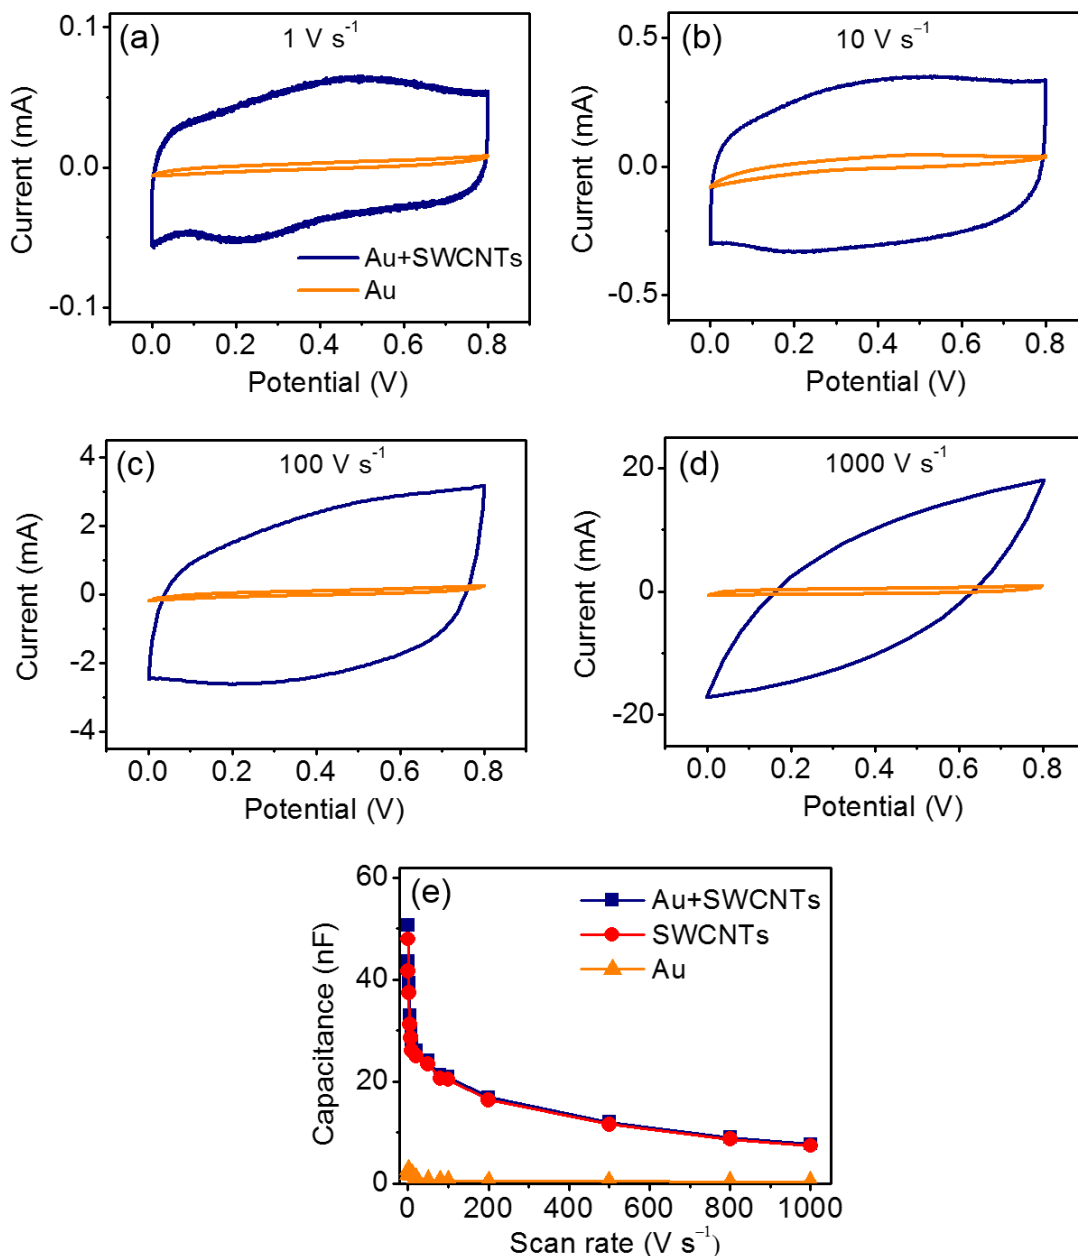 (a) 1 V s⁻¹
0.1
0.0
-0.1
Current (mA)
Au+SWCNTs
Au
0.0 0.2 0.4 0.6 0.8
Potential (V)
(b) 10 V s⁻¹
0.5
0.0
-0.5
Current (mA)
0.0 0.2 0.4 0.6 0.8
Potential (V)
(c) 100 V s⁻¹
4
2
0
-2
-4
Current (mA)
0.0 0.2 0.4 0.6 0.8
Potential (V)
(d) 1000 V s⁻¹
20
0
-20
Current (mA)
0.0 0.2 0.4 0.6 0.8
Potential (V)
(e)
60
40
20
0
Capacitance (nF)
Au+SWCNTs
SWCNTs
Au
0 200 400 600 800 1000
Scan rate (V s⁻¹)